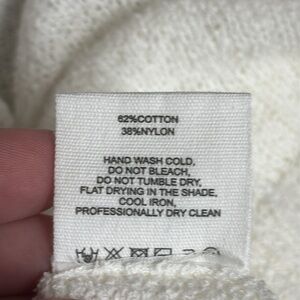 62%COTTON
38%NYLON
HAND WASH COLD,
DO NOT BLEACH,
DO NOT TUMBLE DRY,
FLAT DRYING IN THE SHADE,
COOL IRON,
PROFESSIONALLY DRY CLEAN